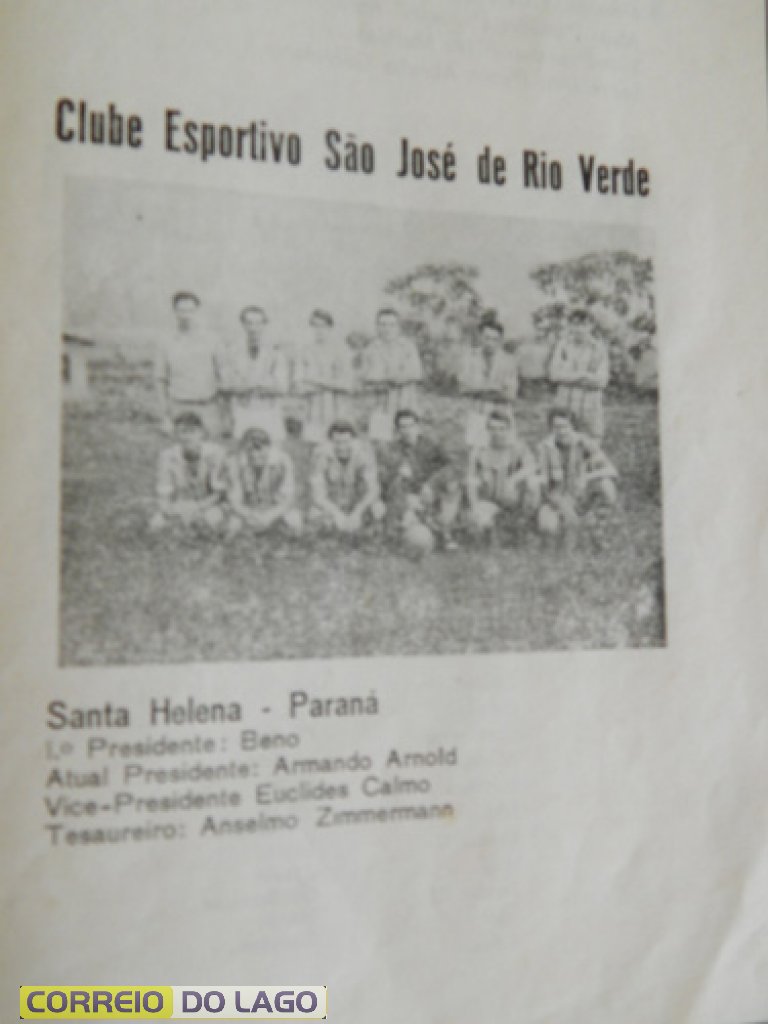 Clube Esportivo São José de Rio Verde
Santa Helena - Paraná
1.º Presidente: Beno
Atual Presidente: Armando Arnold
Vice-Presidente Euclides Calmo
Tesaureiro: Anselmo Zimmermann
CORREIO DO LAGO